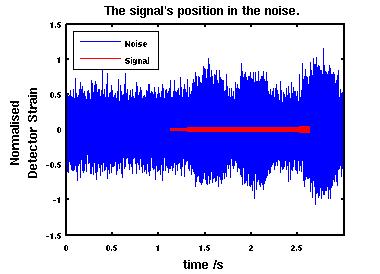 The signal's position in the noise.
1.5
1
0.5
0
-0.5
-1
-1.5
Normalised
Detector Strain
Noise
Signal
0
0.5
1
1.5
2
2.5
time /s